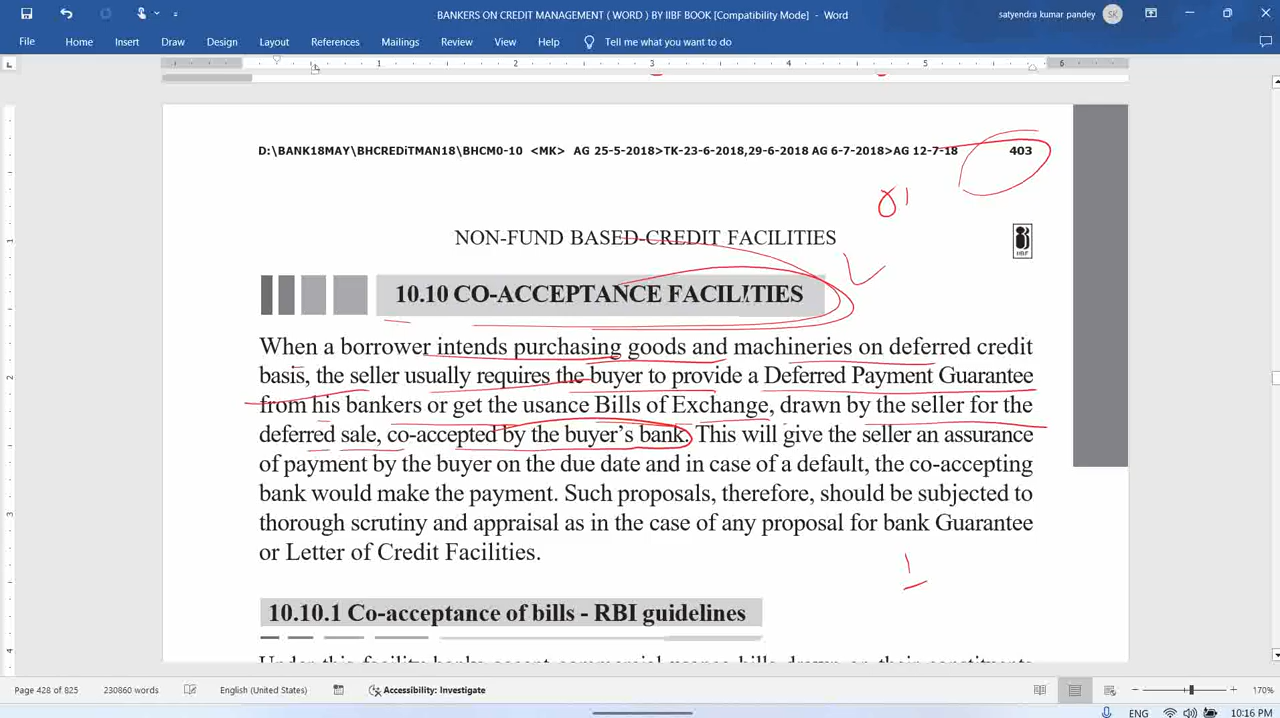 BANKERS ON CREDIT MANAGEMENT ( WORD ) BY IIBF BOOK [Compatibility Mode] - Word
satyendra kumar pandey SK
File Home Insert Draw Design Layout References Mailings Review View Help Tell me what you want to do
1 2 3 4 5 6
D:\BANK18MAY\BHCREDiTMAN18\BHCM0-10 <MK> AG 25-5-2018>TK-23-6-2018,29-6-2018 AG 6-7-2018>AG 12-7-18 403
NON-FUND BASED-CREDIT FACILITIES
10.10 CO-ACCEPTANCE FACILITIES
When a borrower intends purchasing goods and machineries on deferred credit
basis, the seller usually requires the buyer to provide a Deferred Payment Guarantee
from his bankers or get the usance Bills of Exchange, drawn by the seller for the
deferred sale, co-accepted by the buyer's bank. This will give the seller an assurance
of payment by the buyer on the due date and in case of a default, the co-accepting
bank would make the payment. Such proposals, therefore, should be subjected to
thorough scrutiny and appraisal as in the case of any proposal for bank Guarantee
or Letter of Credit Facilities.
10.10.1 Co-acceptance of bills - RBI guidelines
Page 428 of 825 230860 words English (United States) Accessibility: Investigate 170%
ENG 10:16 PM